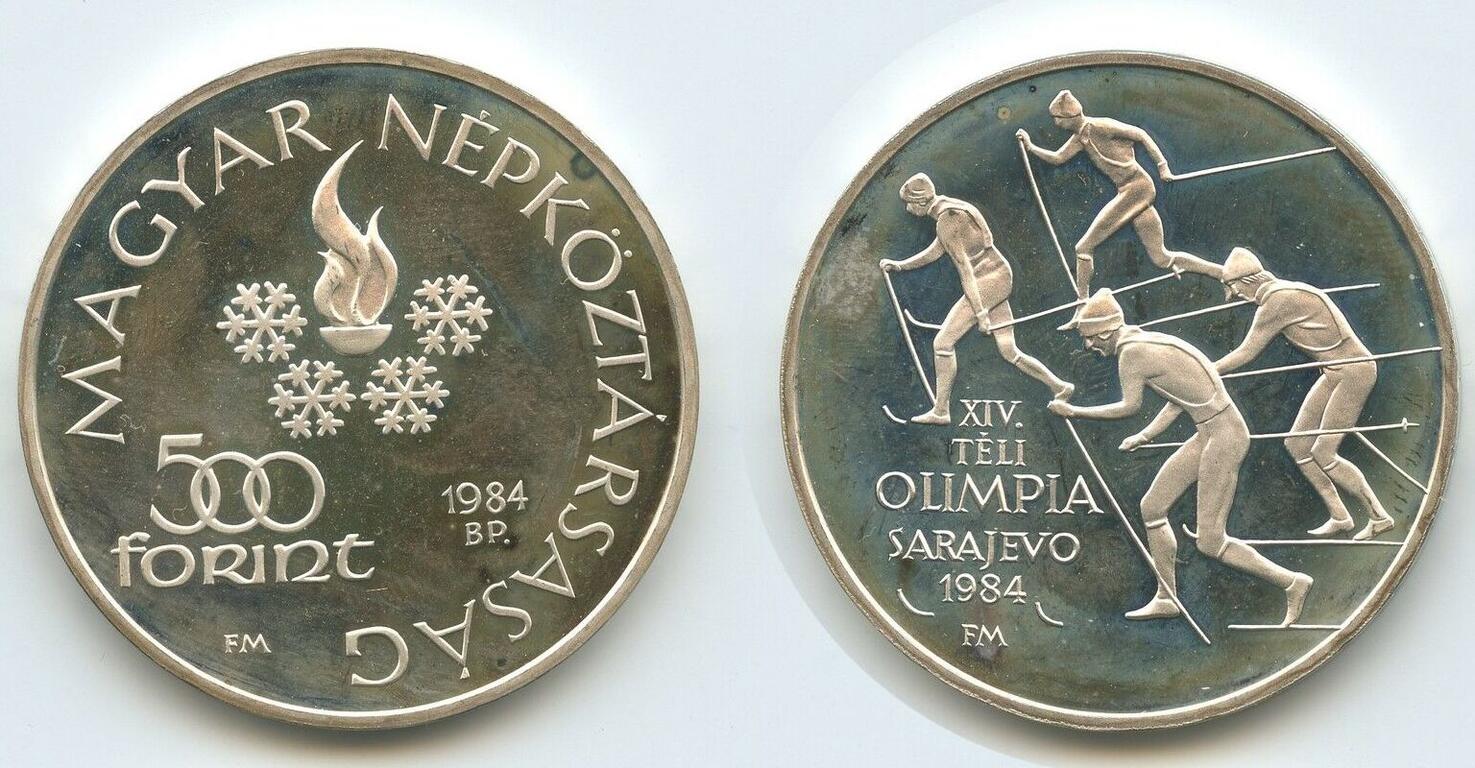 MAGYAR NÉPKÖZTÁRSASÁG
500
forint
1984
BP.
FM
XIV.
TÉLI
OLIMPIA
SARAJEVO
1984
FM